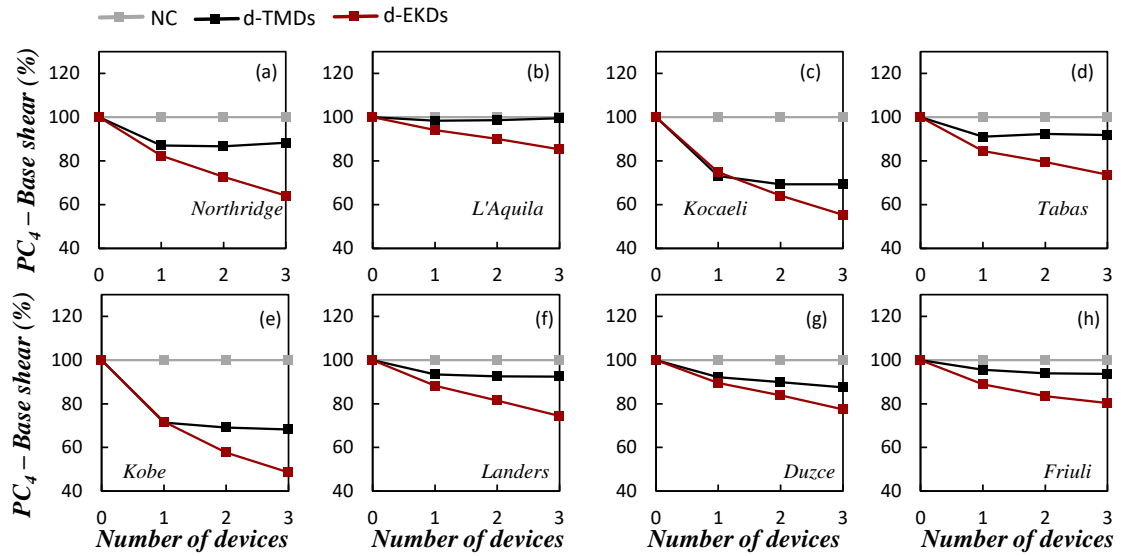 NC d-TMDs d-EKDs
PC4 – Base shear (%)
120 100 80 60 40
(a)
Northridge
0 1 2 3
120 100 80 60 40
(b)
L'Aquila
0 1 2 3
120 100 80 60 40
(c)
Kocaeli
0 1 2 3
120 100 80 60 40
(d)
Tabas
0 1 2 3
PC4 – Base shear (%)
120 100 80 60 40
(e)
Kobe
0 1 2 3
Number of devices
120 100 80 60 40
(f)
Landers
0 1 2 3
Number of devices
120 100 80 60 40
(g)
Duzce
0 1 2 3
Number of devices
120 100 80 60 40
(h)
Friuli
0 1 2 3
Number of devices